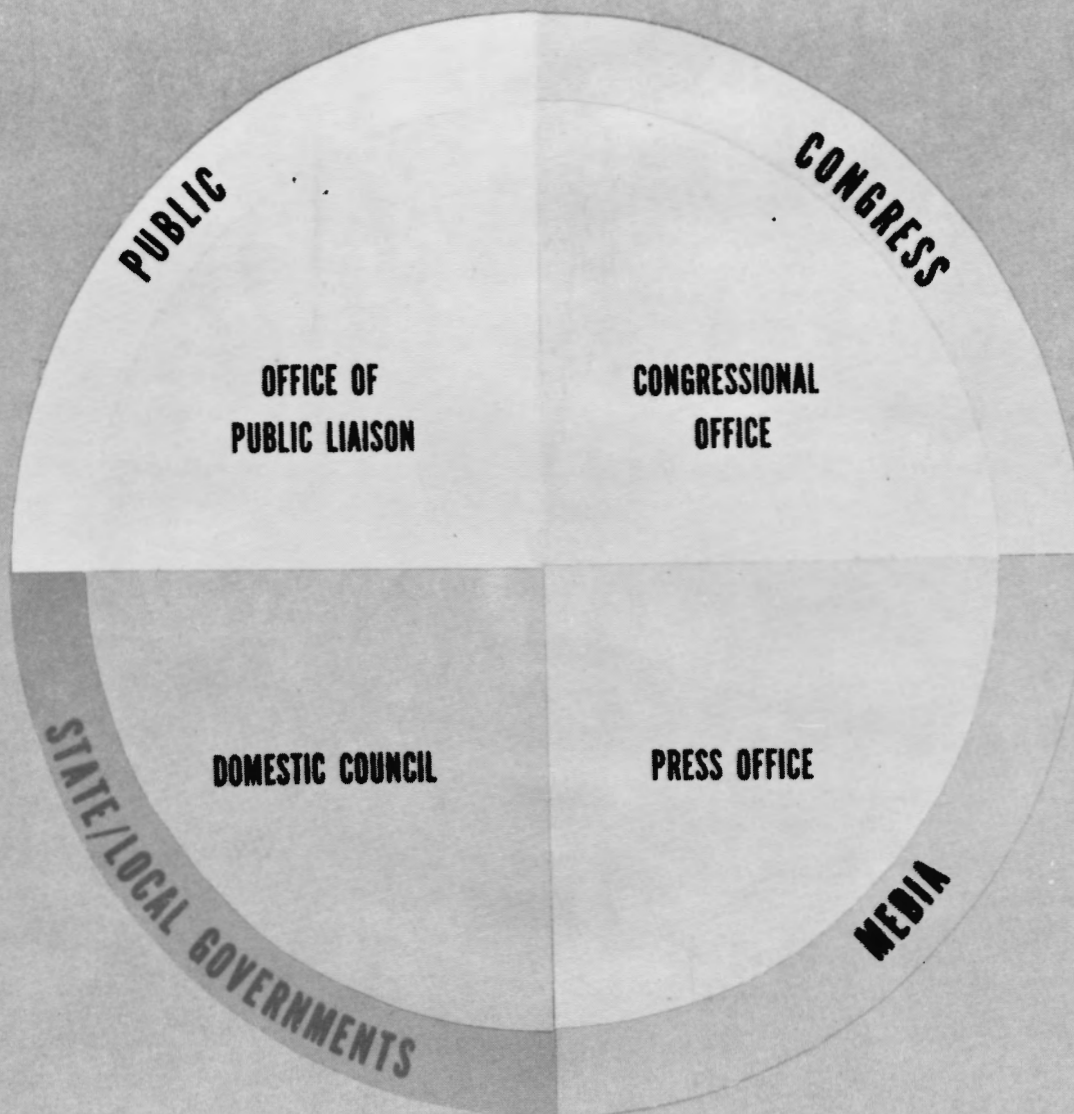 PUBLIC
CONGRESS
OFFICE OF
PUBLIC LIAISON
CONGRESSIONAL
OFFICE
DOMESTIC COUNCIL
PRESS OFFICE
STATE/LOCAL GOVERNMENTS
MEDIA